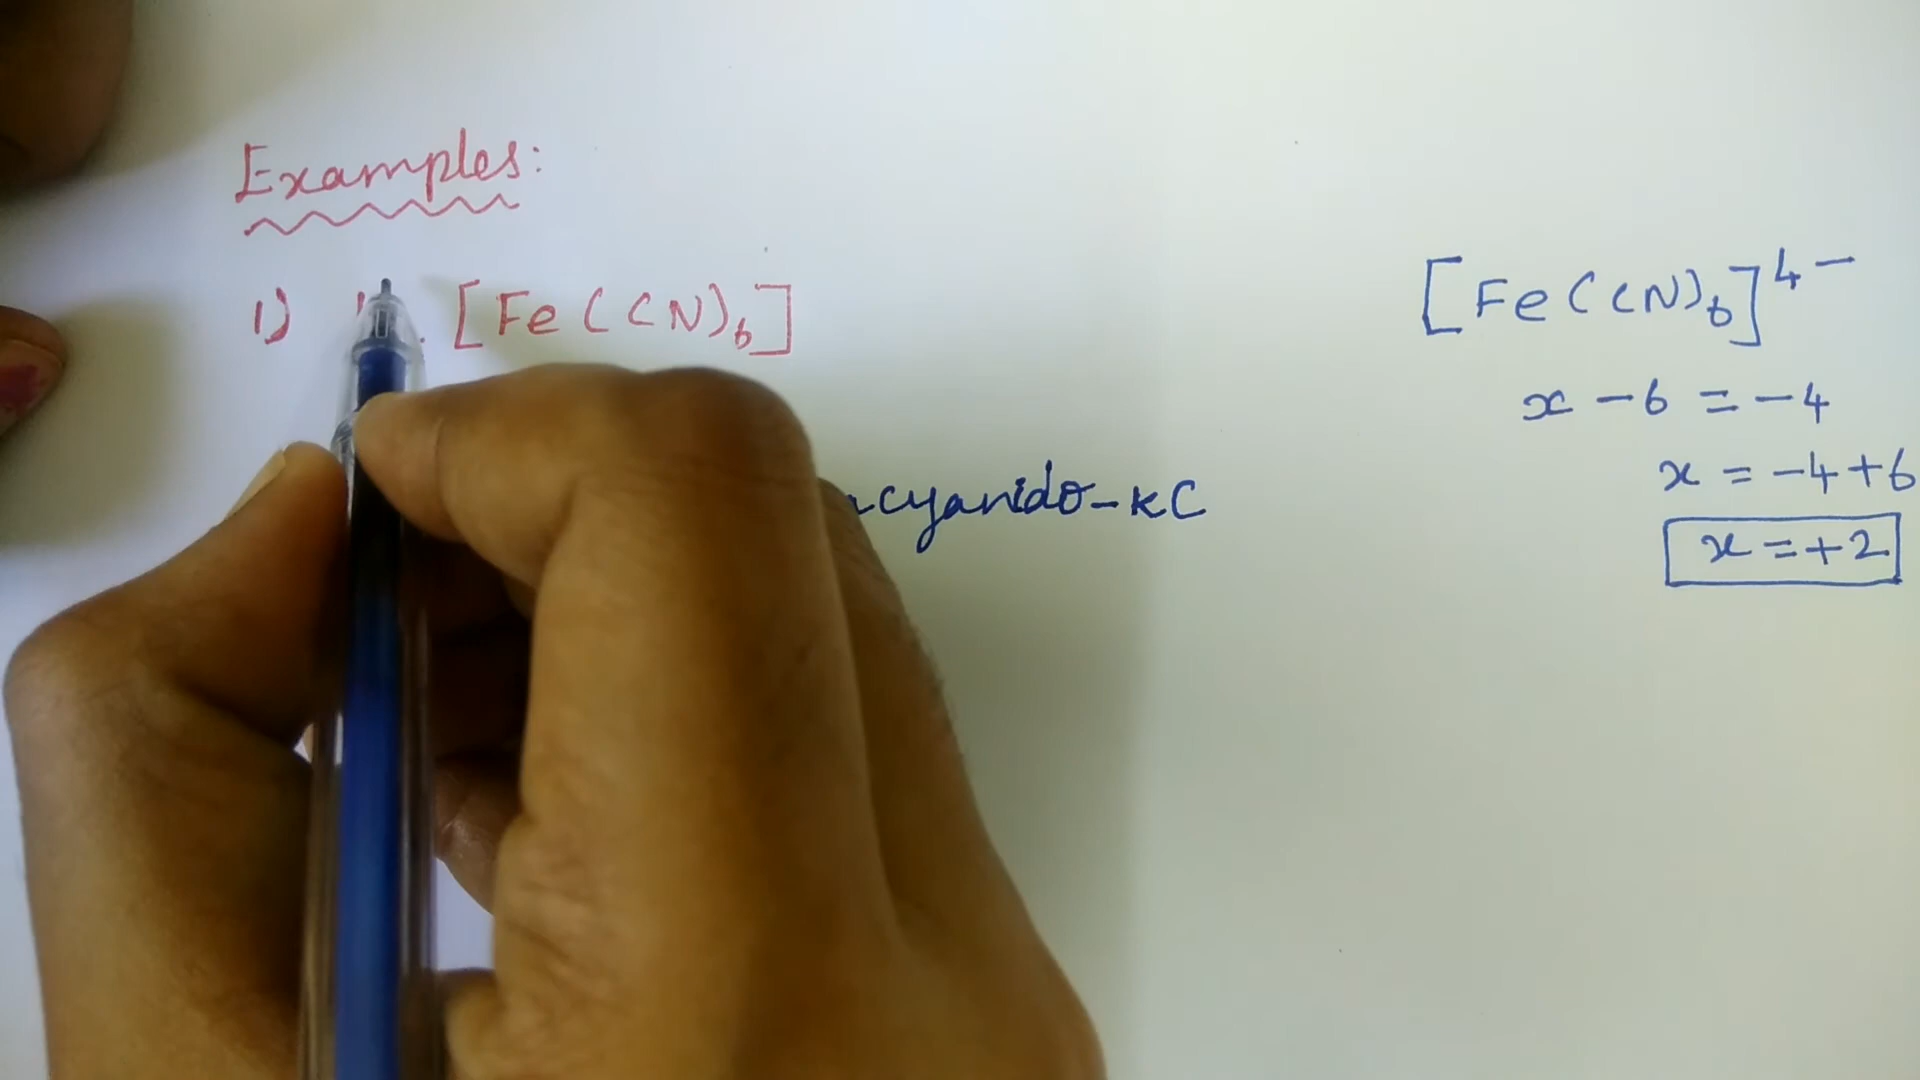 Examples:
1) [Fe(CN)₆]
cyanido-κC
[Fe(CN)₆]⁴⁻
x - 6 = -4
x = -4+6
x = +2